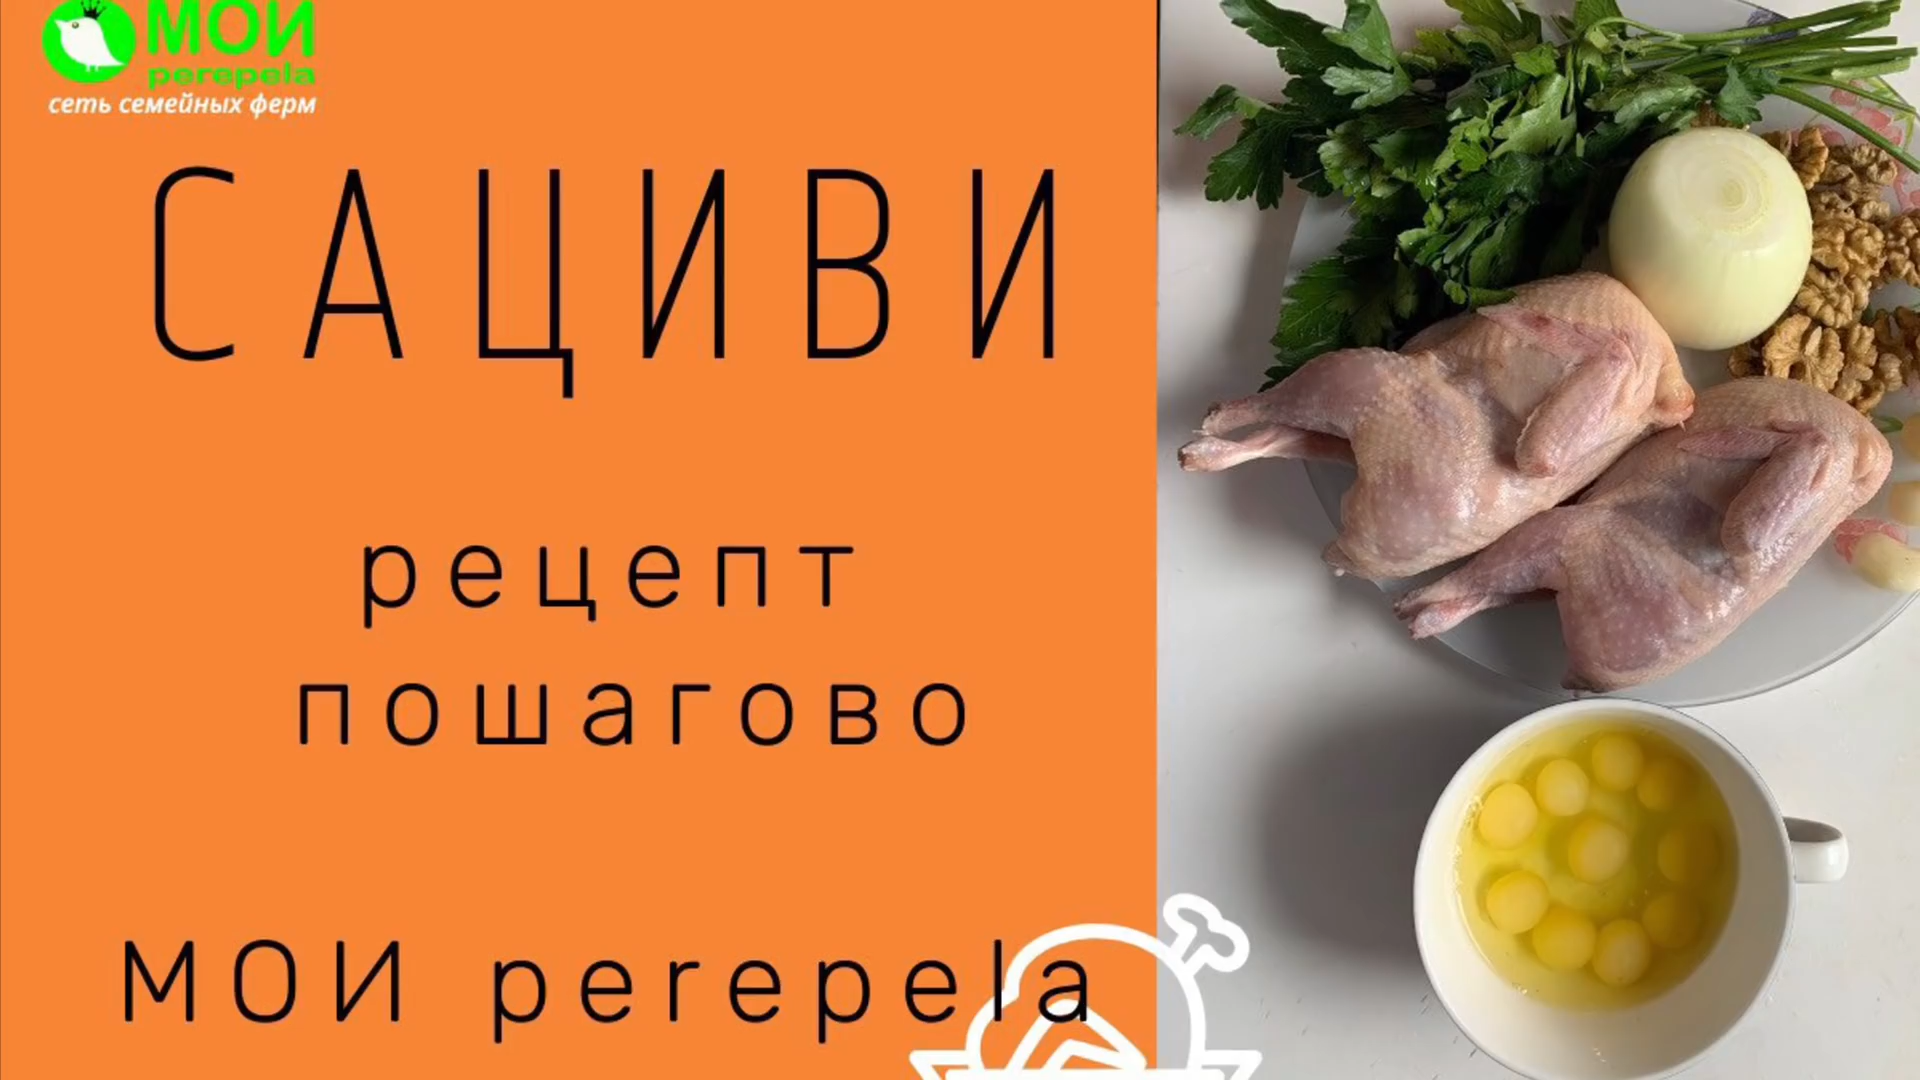 МОИ
perepela
сеть семейных ферм
САЦИВИ
рецепт
пошагово
МОИ perepela